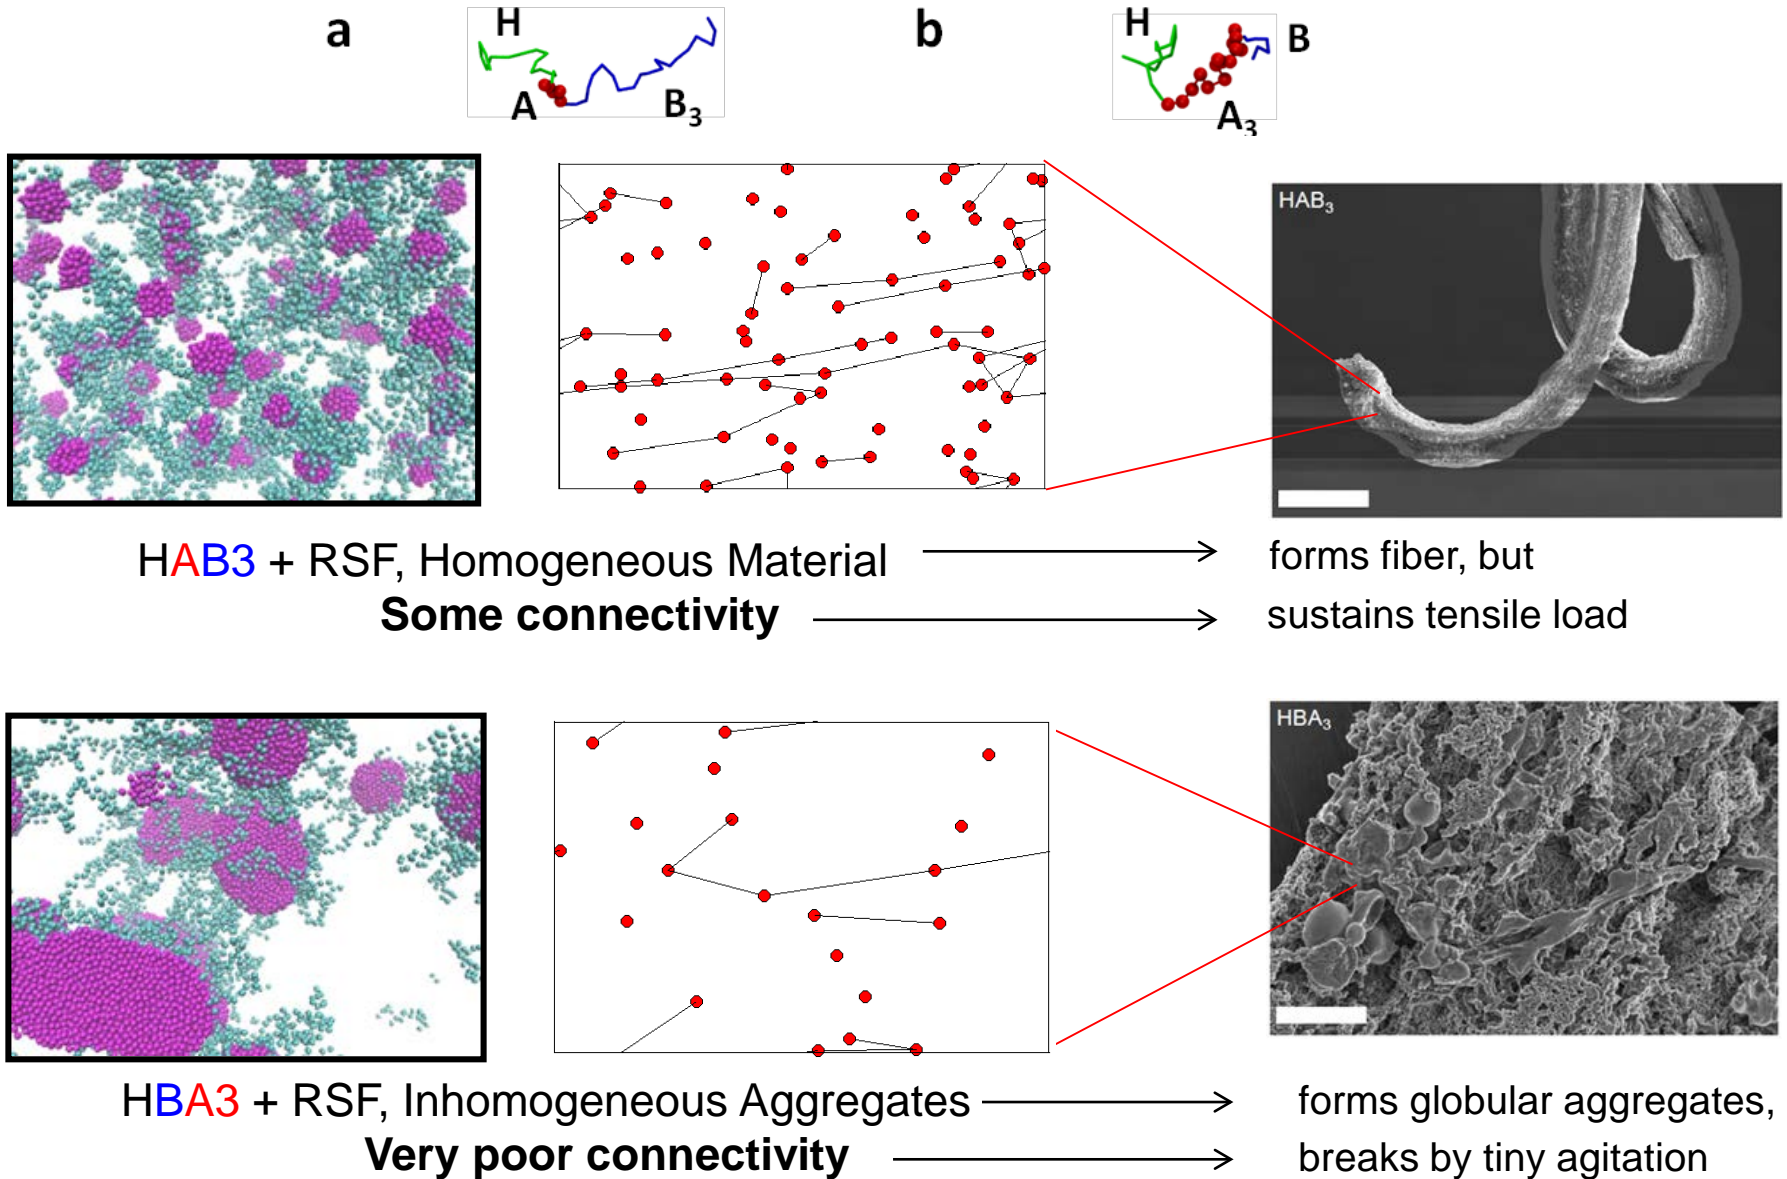 a
H
A
B3
b
H
B
A3
HAB3
HAB3 + RSF, Homogeneous Material
forms fiber, but
Some connectivity
sustains tensile load
HBA3
HBA3 + RSF, Inhomogeneous Aggregates
forms globular aggregates,
Very poor connectivity
breaks by tiny agitation